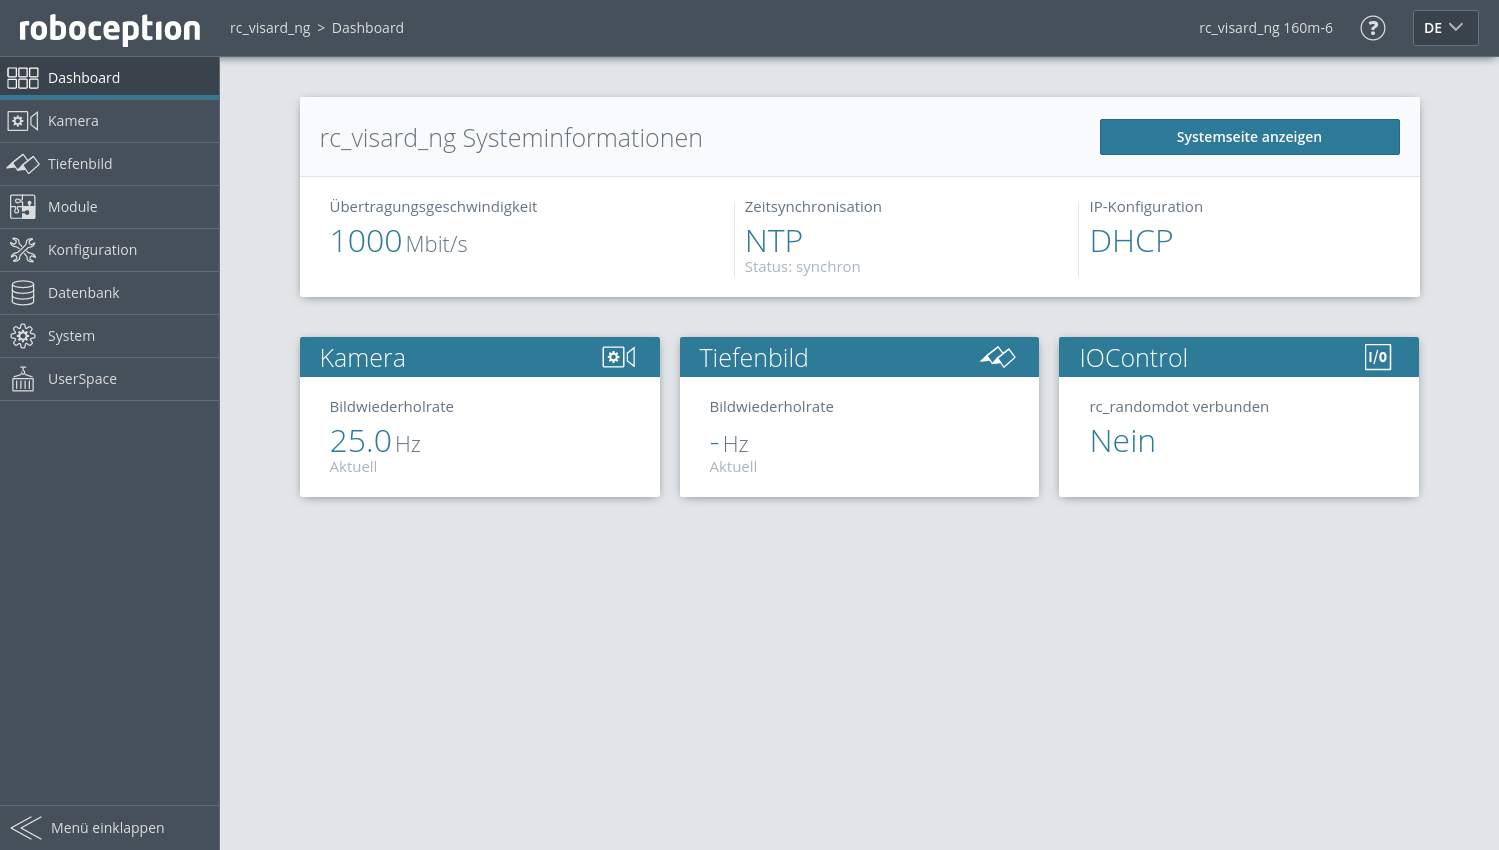 roboception
rc_visard_ng > Dashboard
rc_visard_ng 160m-6
?
DE
Dashboard
Kamera
Tiefenbild
Module
Konfiguration
Datenbank
System
UserSpace
Menü einklappen
rc_visard_ng Systeminformationen
Systemseite anzeigen
Übertragungsgeschwindigkeit
1000 Mbit/s
Zeitsynchronisation
NTP
Status: synchron
IP-Konfiguration
DHCP
Kamera
Bildwiederholrate
25.0 Hz
Aktuell
Tiefenbild
Bildwiederholrate
- Hz
Aktuell
IOControl
I/O
rc_randomdot verbunden
Nein